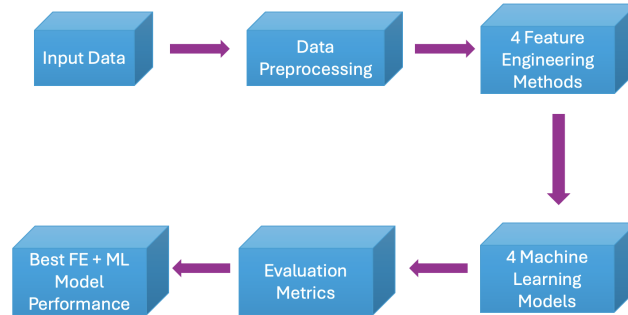 Input Data
Data
Preprocessing
4 Feature
Engineering
Methods
4 Machine
Learning
Models
Evaluation
Metrics
Best FE + ML
Model
Performance